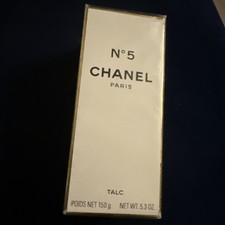 N°5
CHANEL
PARIS
TALC
POIDS NET 150 g NET WT. 5.3 OZ.